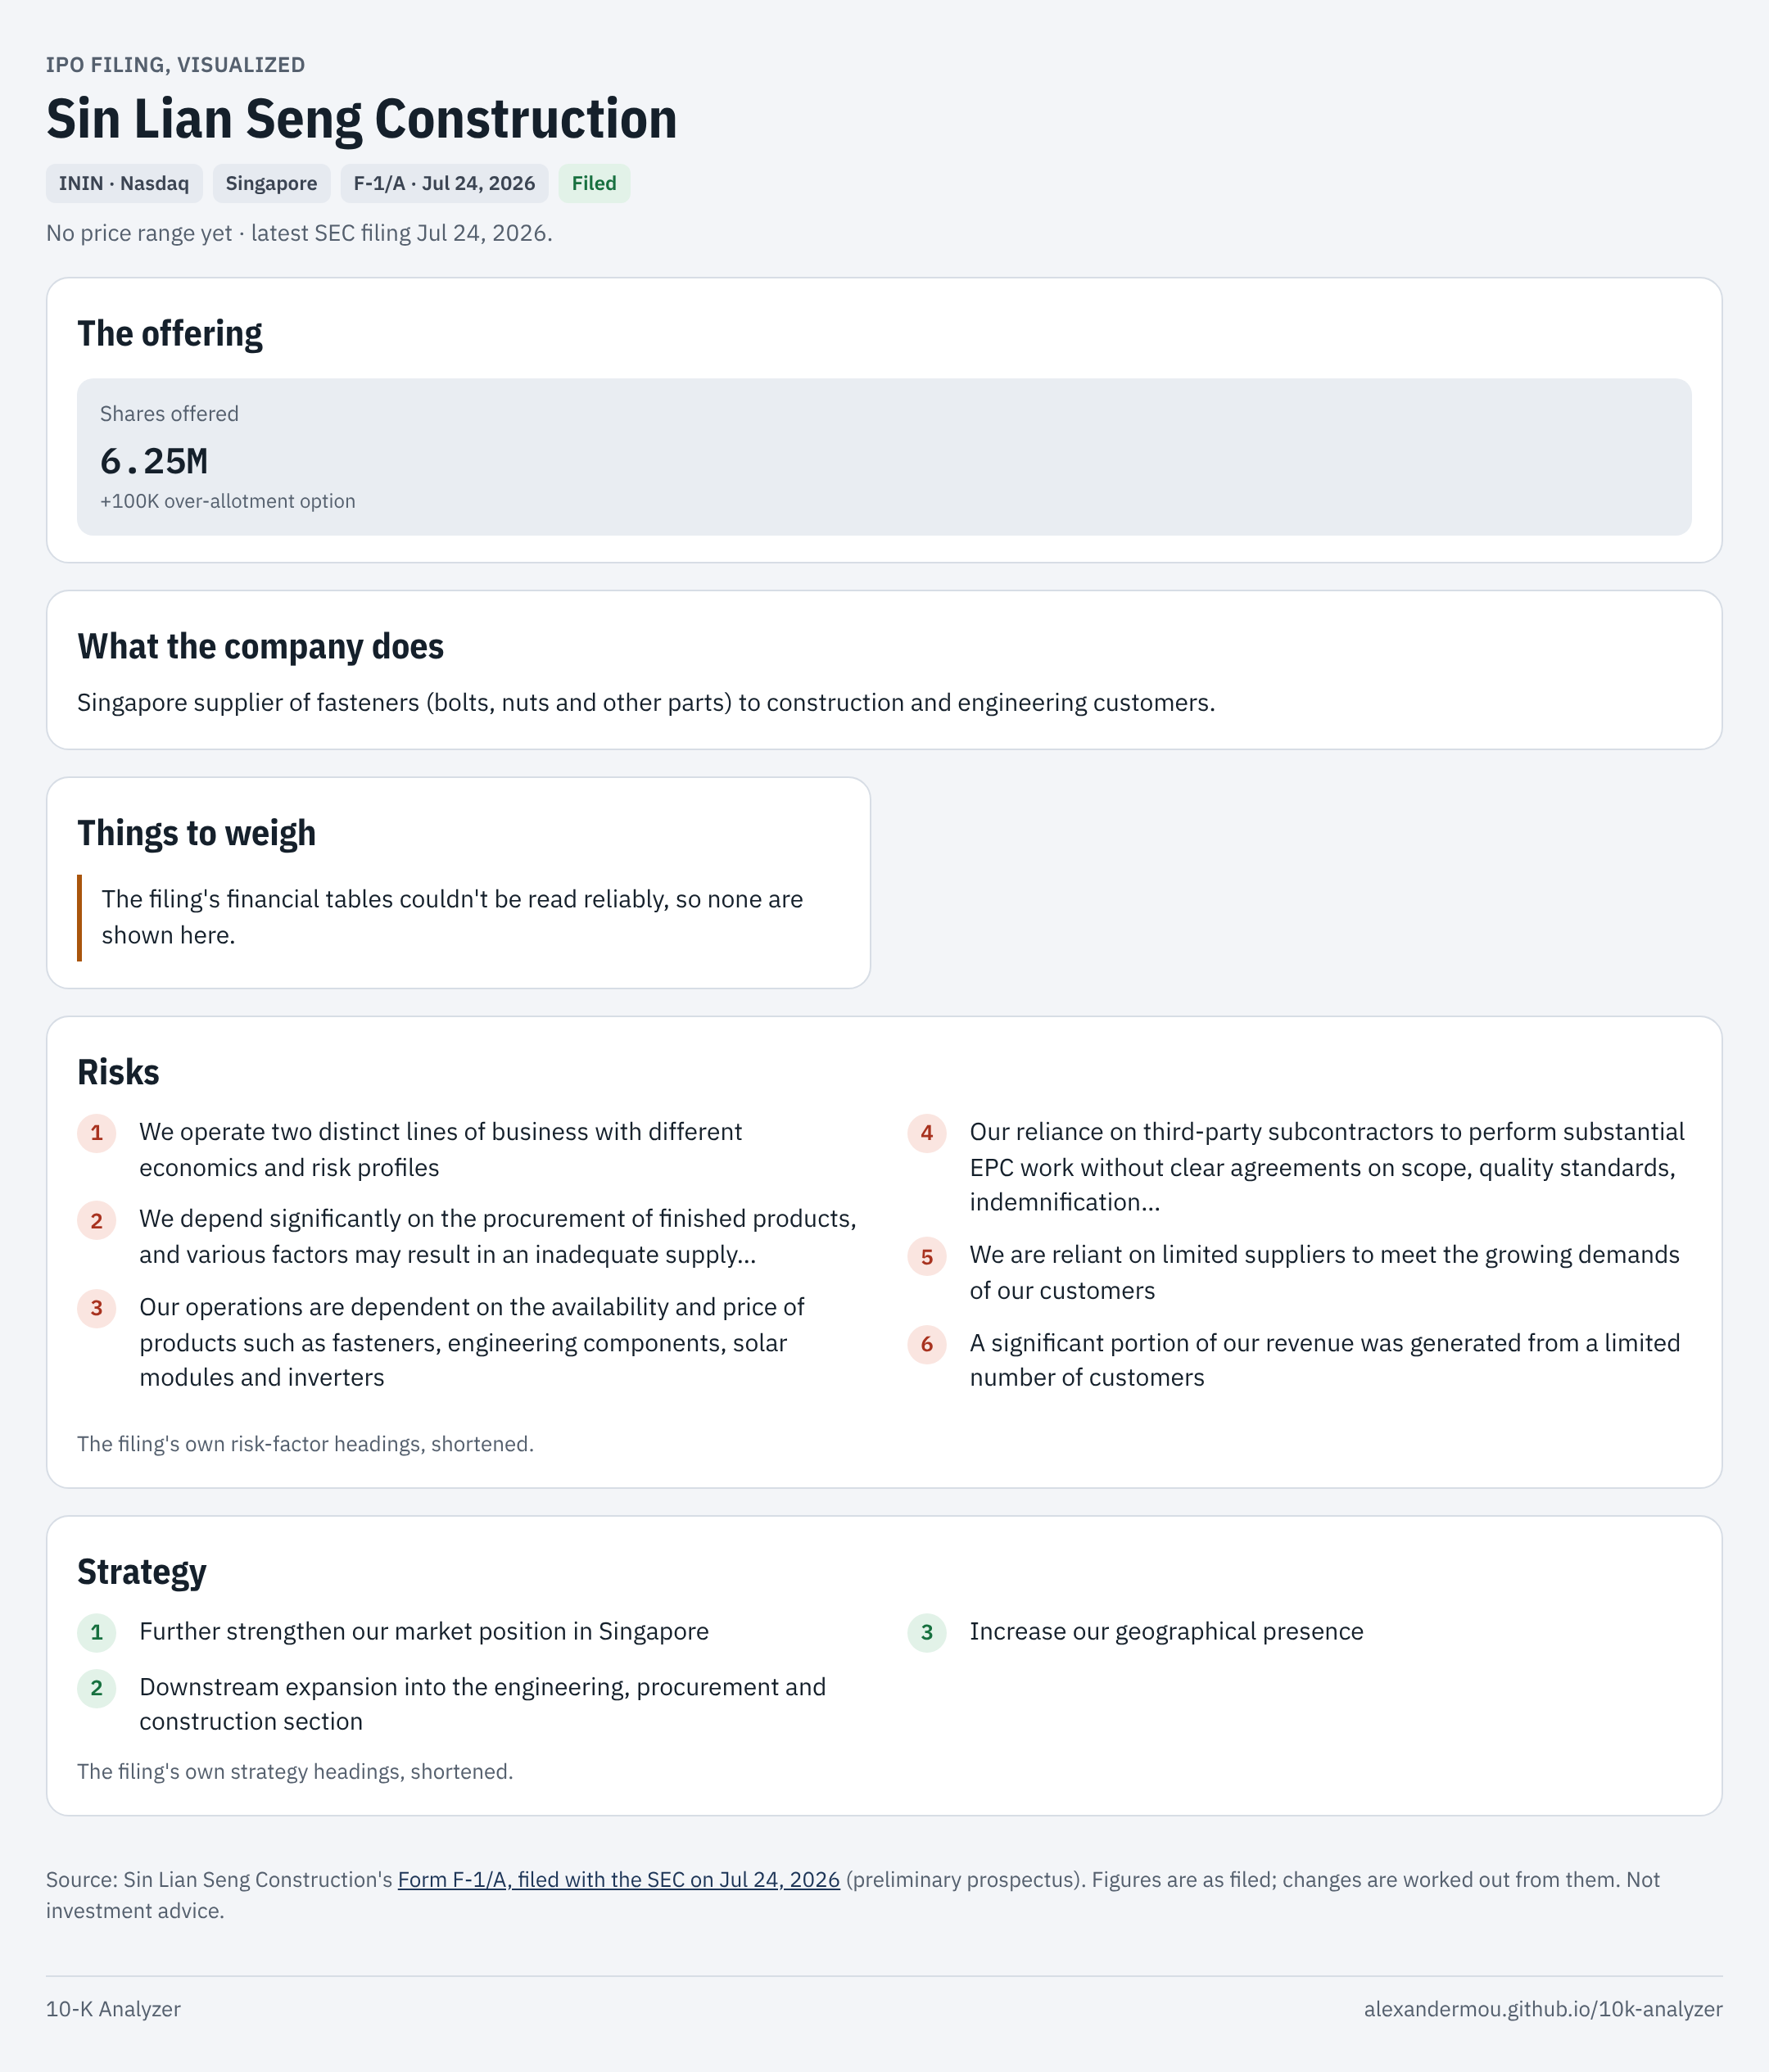 IPO FILING, VISUALIZED
Sin Lian Seng Construction
ININ · Nasdaq
Singapore
F-1/A · Jul 24, 2026
Filed
No price range yet · latest SEC filing Jul 24, 2026.
The offering
Shares offered
6.25M
+100K over-allotment option
What the company does
Singapore supplier of fasteners (bolts, nuts and other parts) to construction and engineering customers.
Things to weigh
The filing's financial tables couldn't be read reliably, so none are
shown here.
Risks
1 We operate two distinct lines of business with different
economics and risk profiles
2 We depend significantly on the procurement of finished products,
and various factors may result in an inadequate supply…
3 Our operations are dependent on the availability and price of
products such as fasteners, engineering components, solar
modules and inverters
4 Our reliance on third-party subcontractors to perform substantial
EPC work without clear agreements on scope, quality standards,
indemnification…
5 We are reliant on limited suppliers to meet the growing demands
of our customers
6 A significant portion of our revenue was generated from a limited
number of customers
The filing's own risk-factor headings, shortened.
Strategy
1 Further strengthen our market position in Singapore
2 Downstream expansion into the engineering, procurement and
construction section
3 Increase our geographical presence
The filing's own strategy headings, shortened.
Source: Sin Lian Seng Construction's Form F-1/A, filed with the SEC on Jul 24, 2026 (preliminary prospectus). Figures are as filed; changes are worked out from them. Not
investment advice.
10-K Analyzer
alexandermou.github.io/10k-analyzer